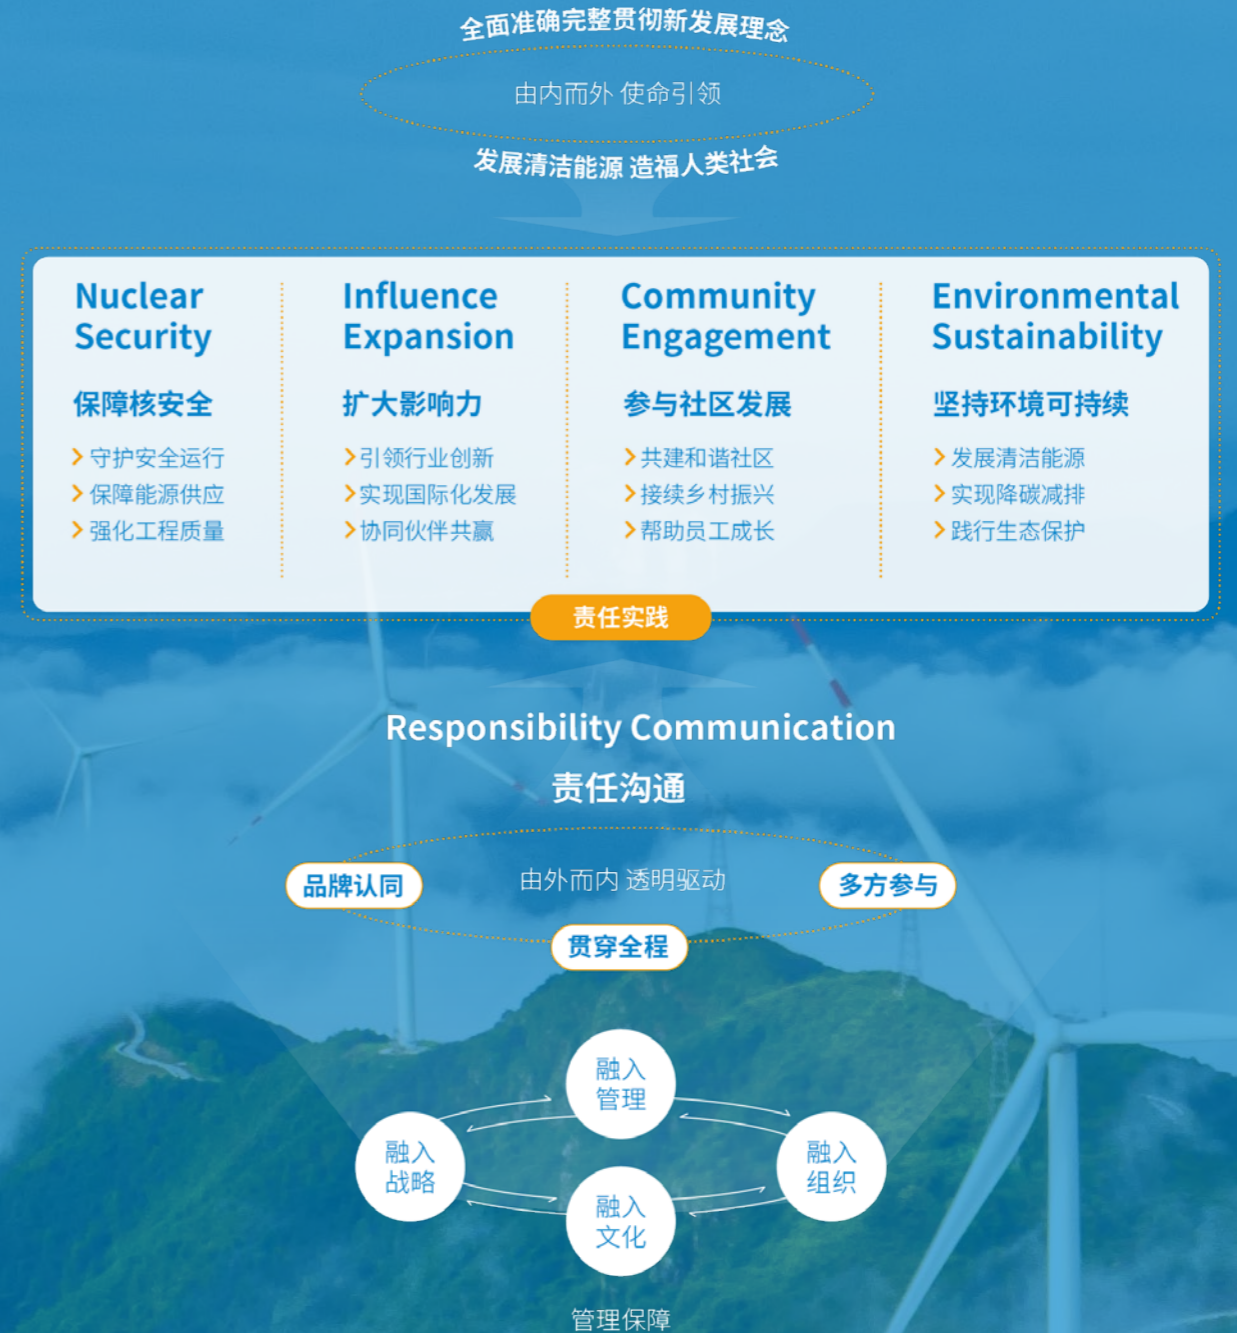 全面准确完整贯彻新发展理念
由内而外 使命引领
发展清洁能源 造福人类社会
Nuclear
Security
保障核安全
守护安全运行
保障能源供应
强化工程质量
Influence
Expansion
扩大影响力
引领行业创新
实现国际化发展
协同伙伴共赢
Community
Engagement
参与社区发展
共建和谐社区
接续乡村振兴
帮助员工成长
Environmental
Sustainability
坚持环境可持续
发展清洁能源
实现降碳减排
践行生态保护
责任实践
Responsibility Communication
责任沟通
品牌认同
由外而内 透明驱动
多方参与
贯穿全程
融入
管理
融入
战略
融入
组织
融入
文化
管理保障